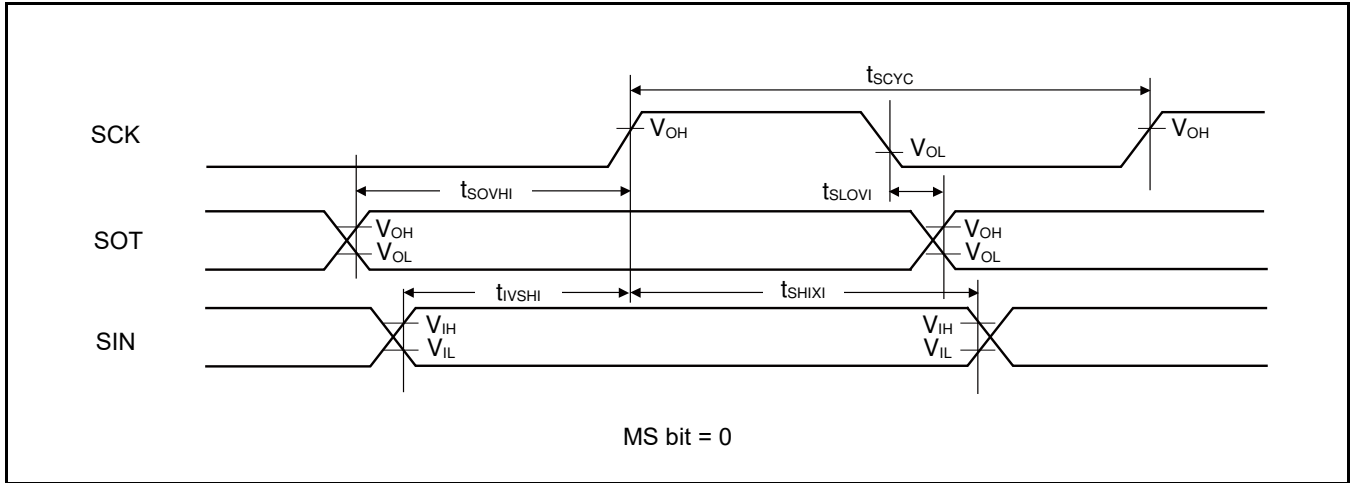 tSCYC
SCK
VOH
VOL
VOH
tSOVHI
tSLOVI
SOT
VOH
VOL
VOH
VOL
tIVSHI
tSHIXI
SIN
VIH
VIL
VIH
VIL
MS bit = 0